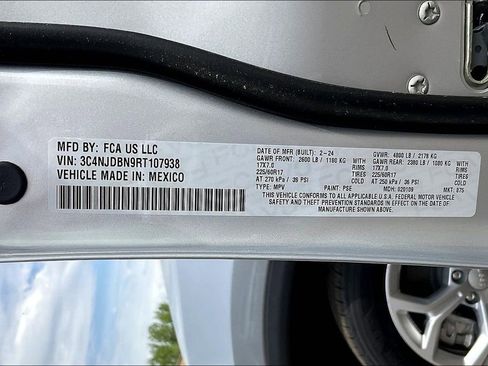 MFD BY: FCA US LLC
VIN: 3C4NJDBN9RT107938
VEHICLE MADE IN: MEXICO
DATE OF MFR (BUILT): 2-24 GVWR: 4800 LB / 2178 KG
GAWR FRONT: 2600 LB / 1180 KG WITH GAWR REAR: 2380 LB / 1080 KG WITH
17X7.0 RIMS 17X7.0 RIMS
225/60R17 TIRES 225/60R17 TIRES
AT 270 kPa / 39 PSI COLD AT 250 kPa / 36 PSI COLD
TYPE: MPV PAINT: PSE MDH: 020109 MKT: 875
THIS VEHICLE CONFORMS TO ALL APPLICABLE U.S.A. FEDERAL MOTOR VEHICLE
SAFETY AND THEFT PREVENTION STANDARDS IN EFFECT ON THE DATE OF
MANUFACTURE SHOWN ABOVE.